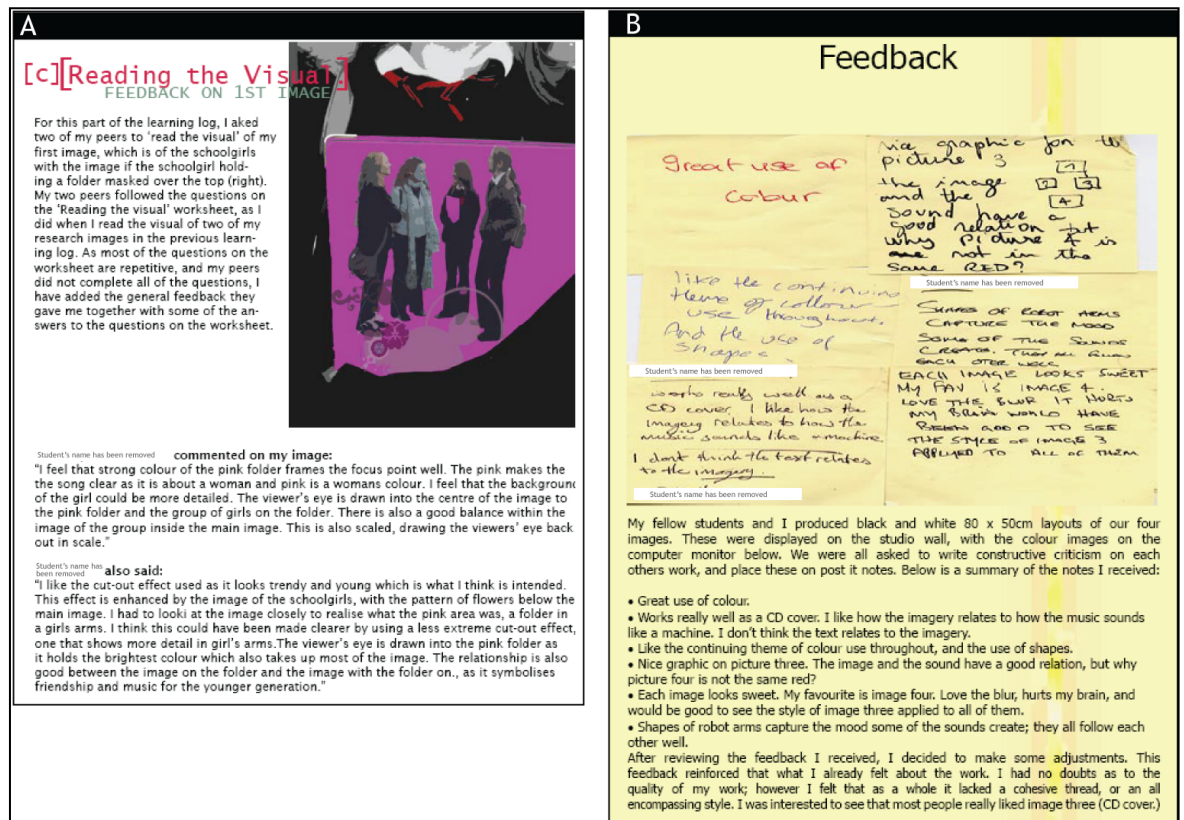 A
[c][Reading the Visual.]
FEEDBACK ON 1ST IMAGE
For this part of the learning log, I aked
two of my peers to ‘read the visual’ of my
first image, which is of the schoolgirls
with the image if the schoolgirl hold-
ing a folder masked over the top (right).
My two peers followed the questions on
the ‘Reading the visual’ worksheet, as I
did when I read the visual of two of my
research images in the previous learn-
ing log. As most of the questions on the
worksheet are repetitive, and my peers
did not complete all of the questions, I
have added the general feedback they
gave me together with some of the an-
swers to the questions on the worksheet.
Student's name has been removed commented on my image:
“I feel that strong colour of the pink folder frames the focus point well. The pink makes the
the song clear as it is about a woman and pink is a womans colour. I feel that the background
of the girl could be more detailed. The viewer’s eye is drawn into the centre of the image to
the pink folder and the group of girls on the folder. There is also a good balance within the
image of the group inside the main image. This is also scaled, drawing the viewers’ eye back
out in scale.”
Student's name has
been removed also said:
“I like the cut-out effect used as it looks trendy and young which is what I think is intended.
This effect is enhanced by the image of the schoolgirls, with the pattern of flowers below the
main image. I had to looki at the image closely to realise what the pink area was, a folder in
a girls arms. I think this could have been made clearer by using a less extreme cut-out effect,
one that shows more detail in girl’s arms.The viewer’s eye is drawn into the pink folder as
it holds the brightest colour which also takes up most of the image. The relationship is also
good between the image on the folder and the image with the folder on., as it symbolises
friendship and music for the younger generation.”
B
Feedback
Great use of
Colour
Nice graphic for the
picture 3
the image
and the
sound have a
good relation but
why picture 4 is
not in the
same RED?
1
2 3
4
Student's name has been removed
like the continuing
theme of colour
use throughout.
And the use of
shapes.
Student's name has been removed
works really well as a
CD cover. I like how the
imagery relates to how the
music sounds like a machine
I dont think the text relates
to the imagery.
Student's name has been removed
SHAPES OF ROBOT ARMS
CAPTURE THE MOOD
SOME OF THE SOUNDS
CREATE. THEY ALL FOLLOW
EACH OTER WELL
EACH IMAGE LOOKS SWEET
MY FAV IS IMAGE 4.
LOVE THE BLUR IT HURTS
MY BRAIN WOULD HAVE
BEEN GOOD TO SEE
THE STYLE OF IMAGE 3
APPLIED TO ALL OF THEM
My fellow students and I produced black and white 80 x 50cm layouts of our four
images. These were displayed on the studio wall, with the colour images on the
computer monitor below. We were all asked to write constructive criticism on each
others work, and place these on post it notes. Below is a summary of the notes I received:
• Great use of colour.
• Works really well as a CD cover. I like how the imagery relates to how the music sounds
like a machine. I don’t think the text relates to the imagery.
• Like the continuing theme of colour use throughout, and the use of shapes.
• Nice graphic on picture three. The image and the sound have a good relation, but why
picture four is not the same red?
• Each image looks sweet. My favourite is image four. Love the blur, hurts my brain, and
would be good to see the style of image three applied to all of them.
• Shapes of robot arms capture the mood some of the sounds create; they all follow each
other well.
After reviewing the feedback I received, I decided to make some adjustments. This
feedback reinforced that what I already felt about the work. I had no doubts as to the
quality of my work; however I felt that as a whole it lacked a cohesive thread, or an all
encompassing style. I was interested to see that most people really liked image three (CD cover.)